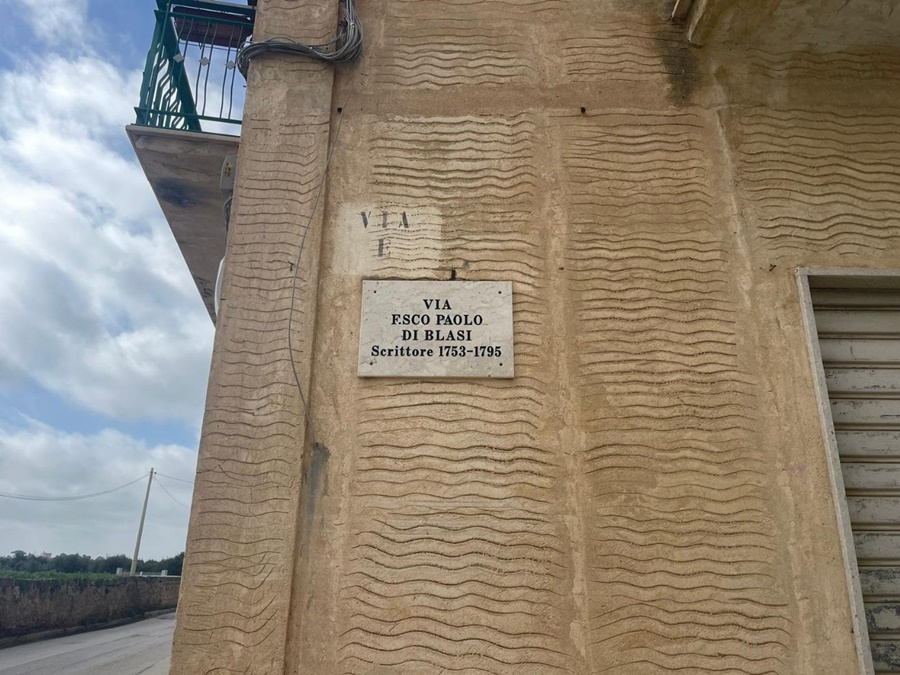 VIA
E
VIA
F.SCO PAOLO
DI BLASI
Scrittore 1753-1795